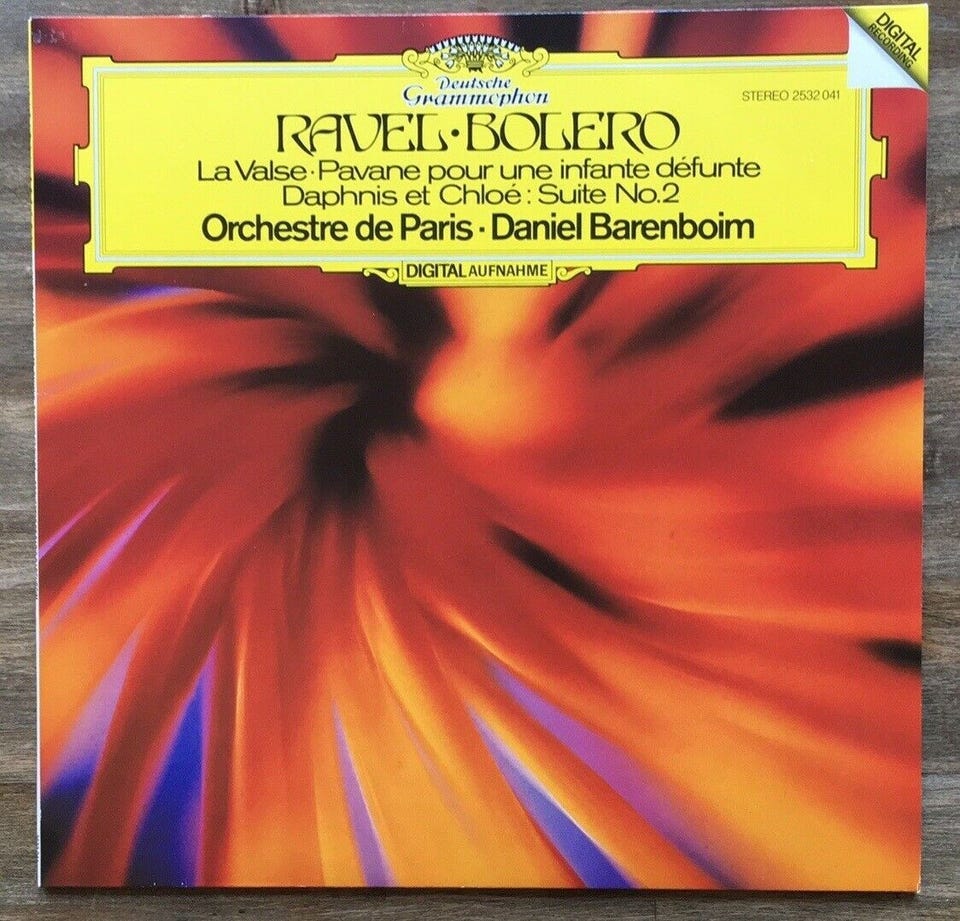 DIGITAL
RECORDING
Deutsche
Grammophon
STEREO 2532 041
RAVEL·BOLERO
La Valse·Pavane pour une infante défunte
Daphnis et Chloé: Suite No.2
Orchestre de Paris·Daniel Barenboim
DIGITAL AUFNAHME